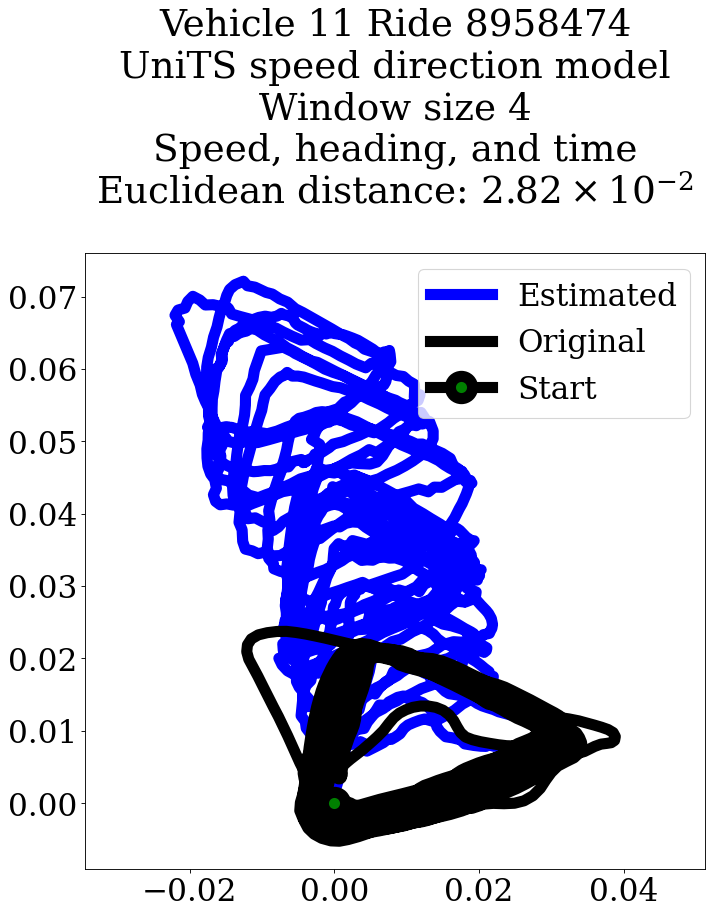 Vehicle 11 Ride 8958474
UniTS speed direction model
Window size 4
Speed, heading, and time
Euclidean distance: 2.82 × 10⁻²
Estimated
Original
Start
0.07
0.06
0.05
0.04
0.03
0.02
0.01
0.00
−0.02 0.00 0.02 0.04